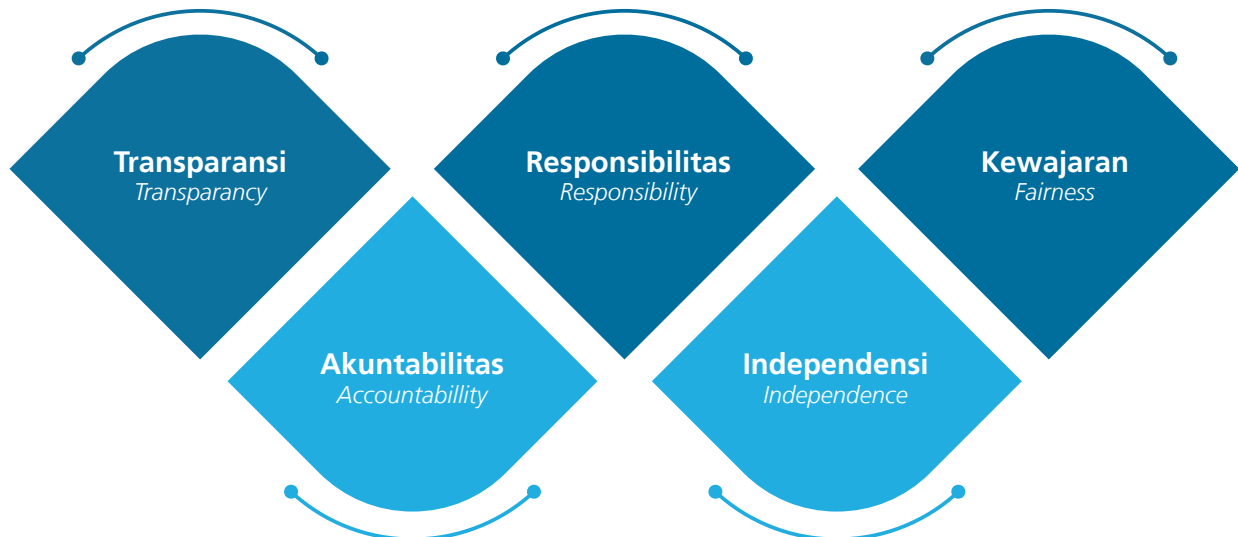 Transparansi
Transparancy
Responsibilitas
Responsibility
Kewajaran
Fairness
Akuntabilitas
Accountabillity
Independensi
Independence